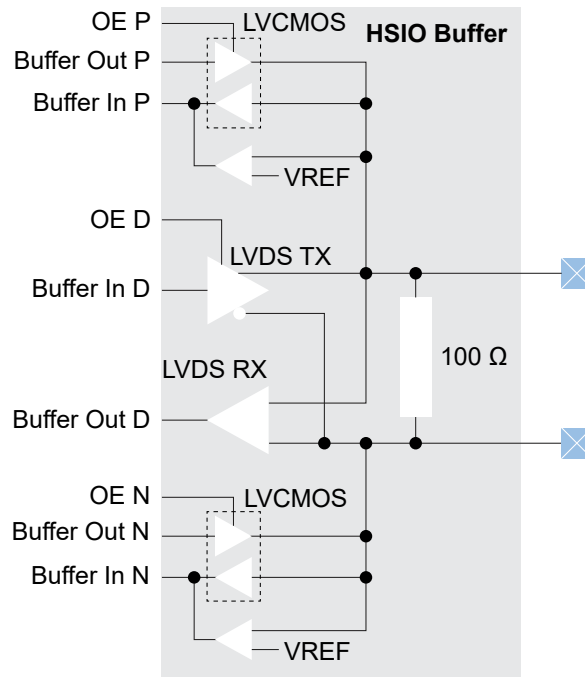 OE P
LVCMOS
HSIO Buffer
Buffer Out P
Buffer In P
VREF
OE D
LVDS TX
Buffer In D
100 Ω
LVDS RX
Buffer Out D
OE N
LVCMOS
Buffer Out N
Buffer In N
VREF